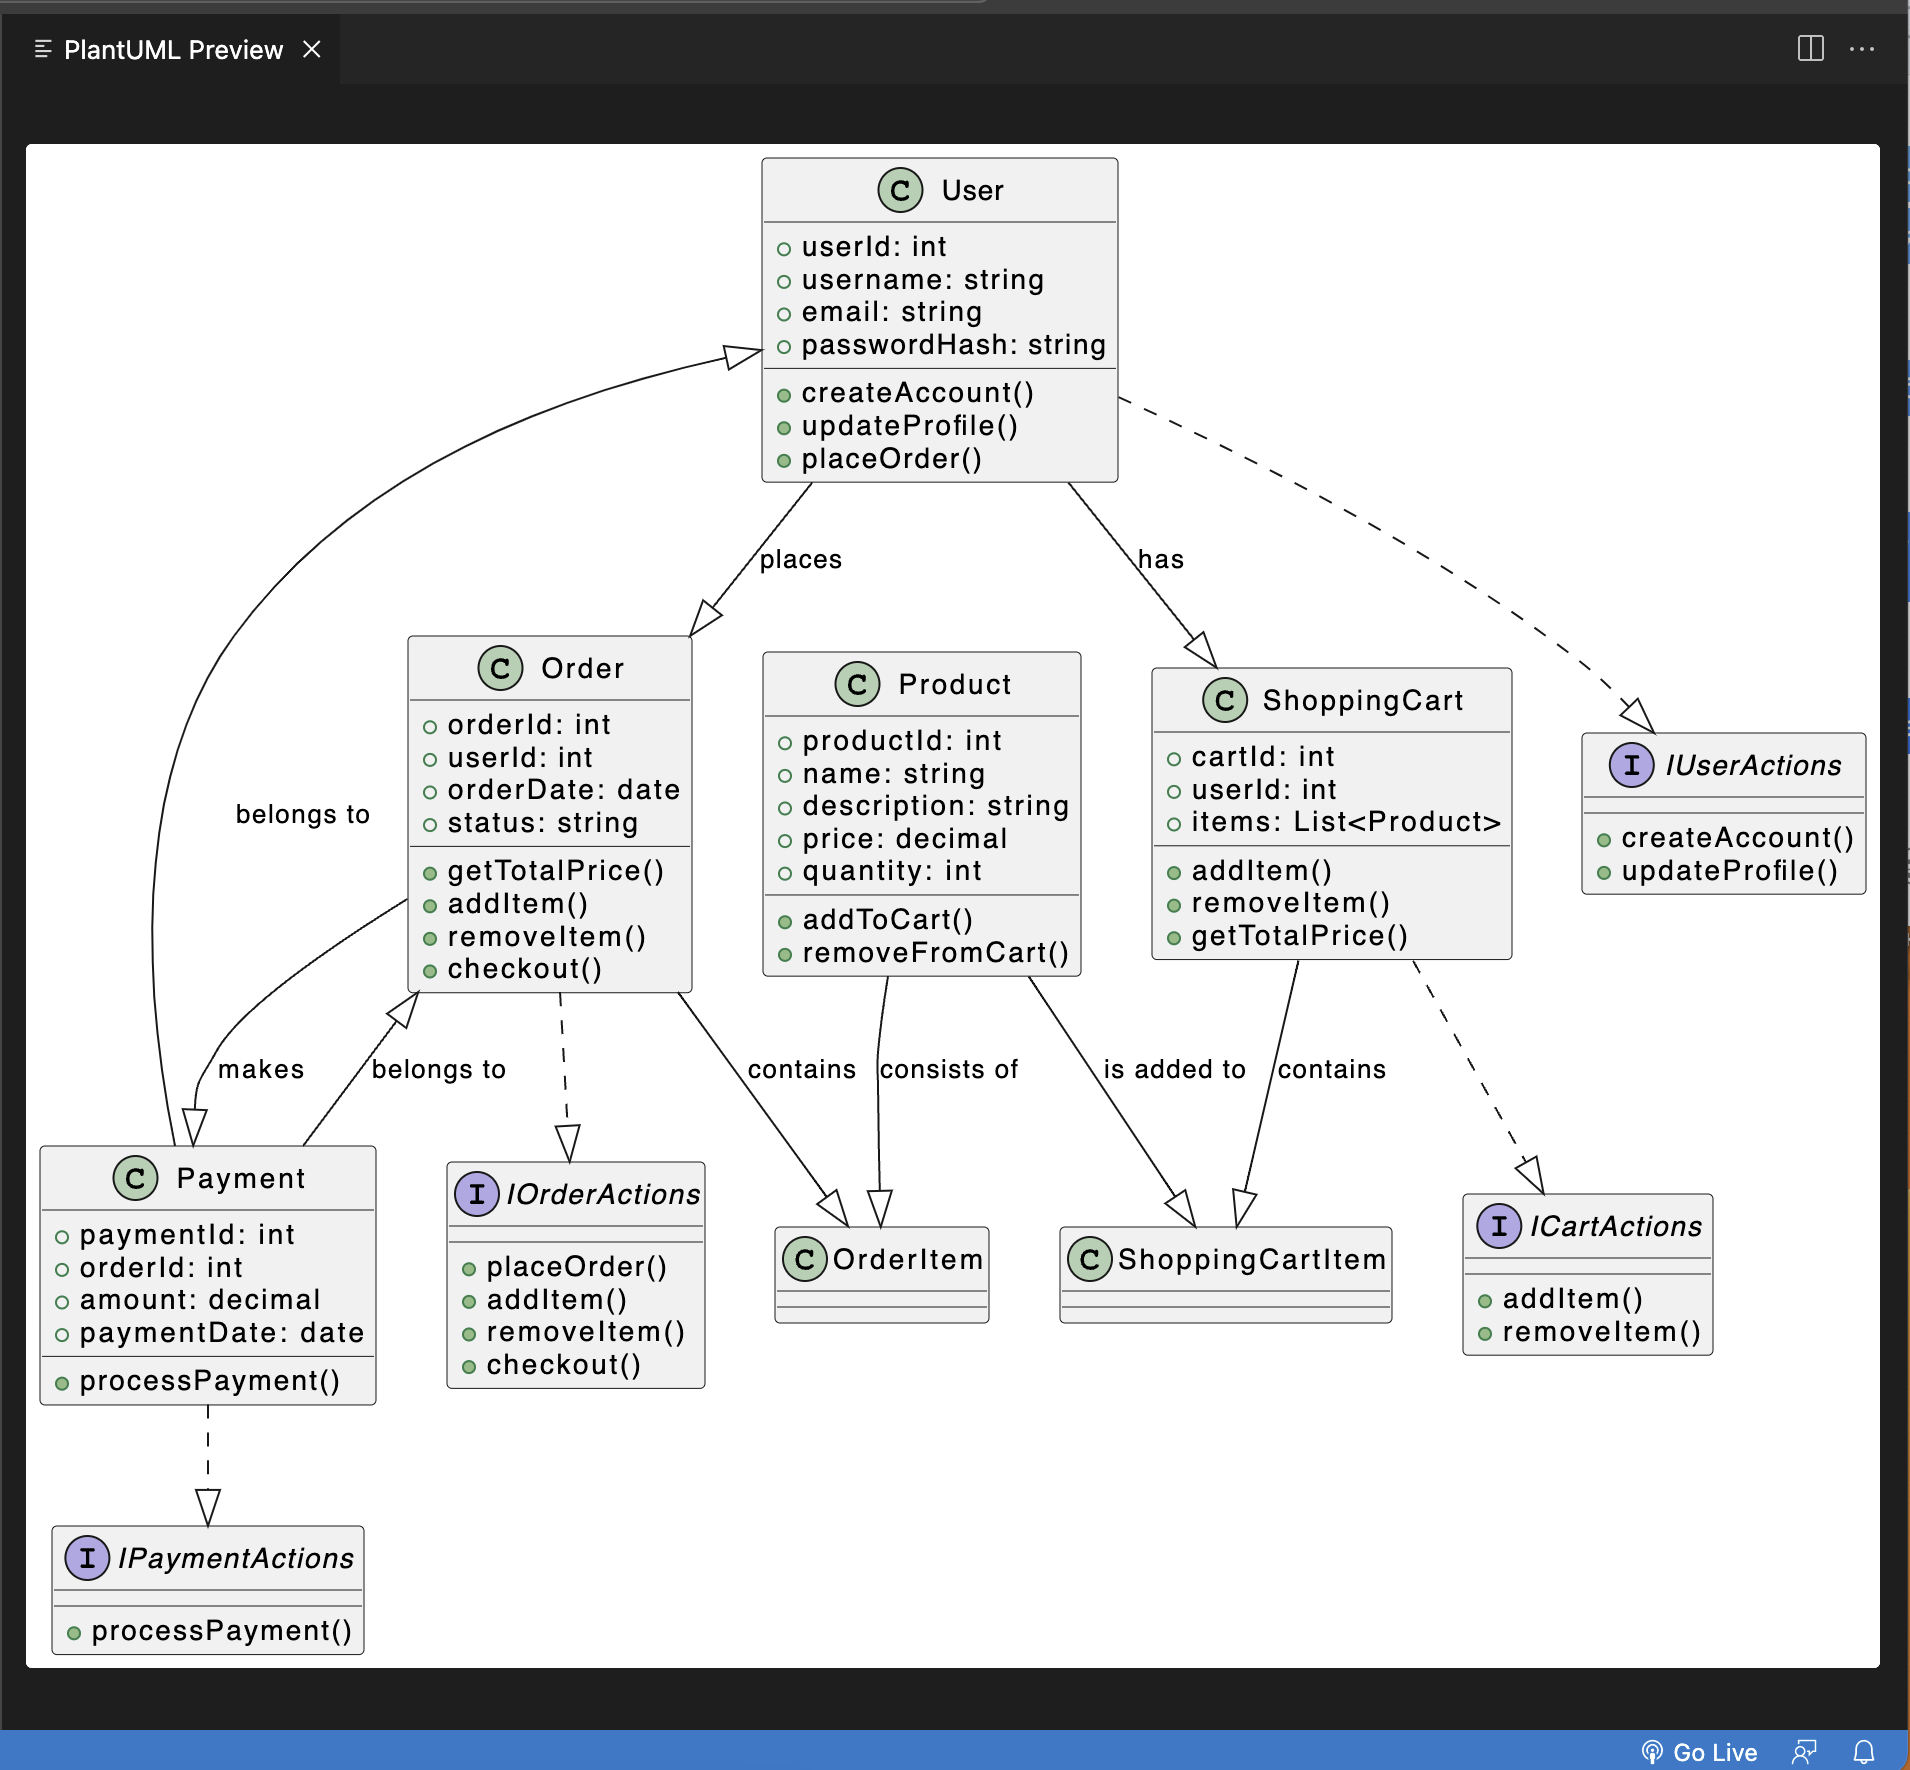 PlantUML Preview
C User
userId: int
username: string
email: string
passwordHash: string
createAccount()
updateProfile()
placeOrder()
places
has
C Order
orderId: int
userId: int
orderDate: date
status: string
getTotalPrice()
addItem()
removeItem()
checkout()
C Product
productId: int
name: string
description: string
price: decimal
quantity: int
addToCart()
removeFromCart()
C ShoppingCart
cartId: int
userId: int
items: List<Product>
addItem()
removeItem()
getTotalPrice()
I IUserActions
createAccount()
updateProfile()
belongs to
makes
belongs to
contains
consists of
is added to
contains
C Payment
paymentId: int
orderId: int
amount: decimal
paymentDate: date
processPayment()
I IOrderActions
placeOrder()
addItem()
removeItem()
checkout()
C OrderItem
C ShoppingCartItem
I ICartActions
addItem()
removeItem()
I IPaymentActions
processPayment()
Go Live